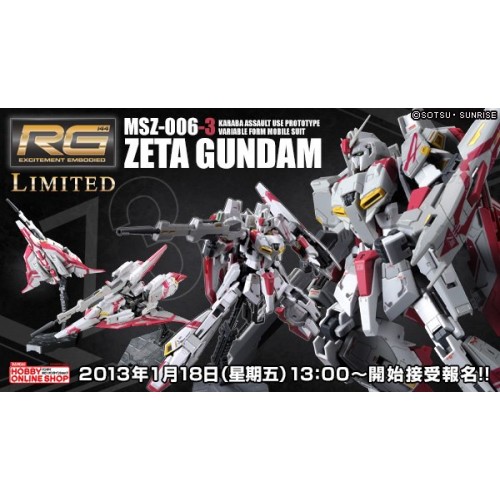 ©SOTSU・SUNRISE
RG
EXCITEMENT EMBODIED
LIMITED
MSZ-006-3
KARABA ASSAULT USE PROTOTYPE
VARIABLE FORM MOBILE SUIT
ZETA GUNDAM
3
HOBBY
ONLINE SHOP
2013年1月18日(星期五)13:00～開始接受報名!!